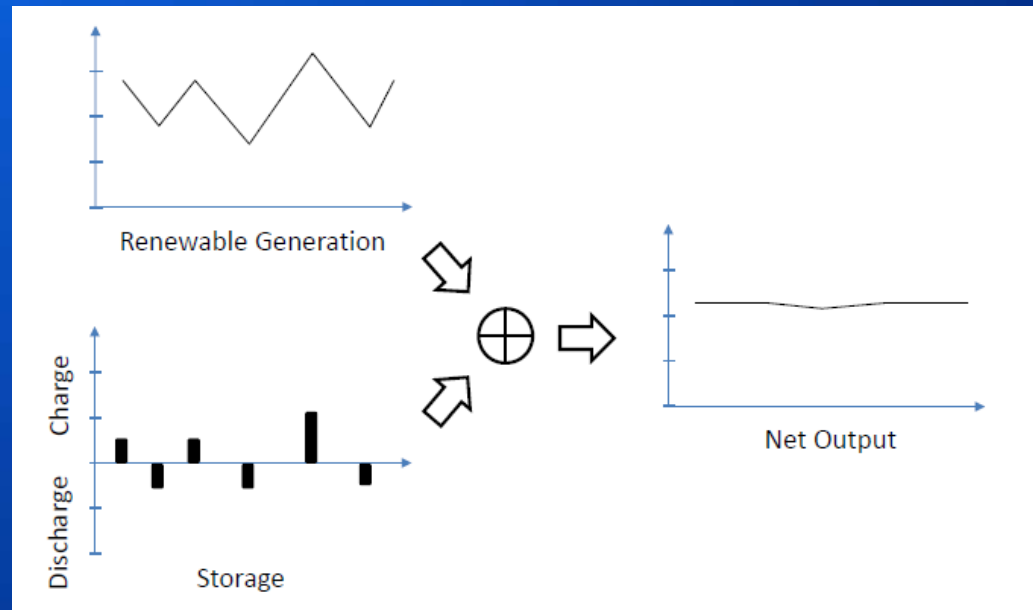 Renewable Generation
Charge
Discharge
Storage
Net Output